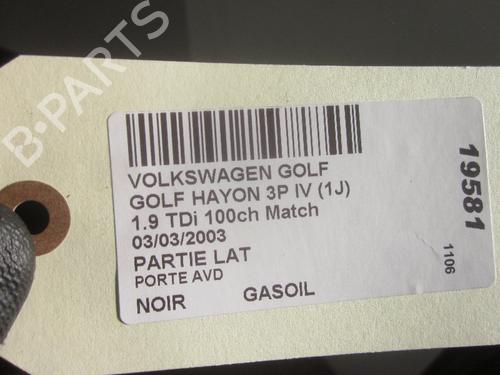 VOLKSWAGEN GOLF
GOLF HAYON 3P IV (1J)
1.9 TDi 100ch Match
03/03/2003
PARTIE LAT
PORTE AVD
NOIR GASOIL
19581
1106
B-PARTS